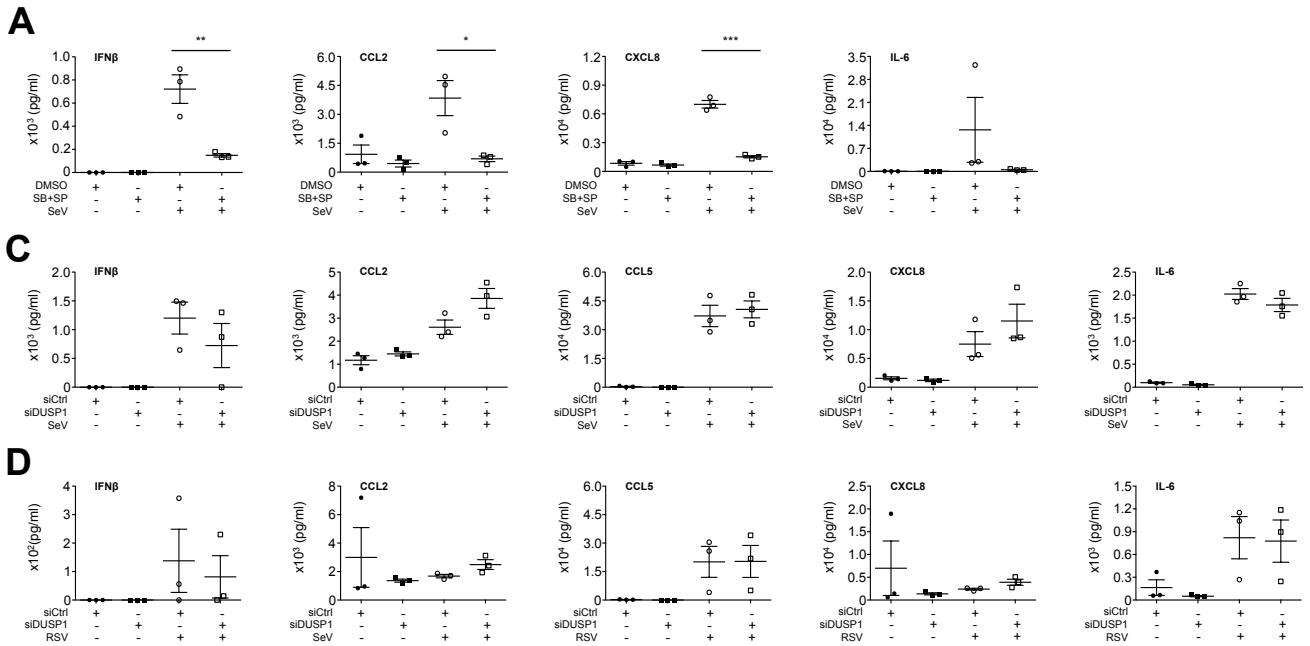 A
IFNβ
**
x10³ (pg/ml)
1.0
0.8
0.6
0.4
0.2
0
DMSO + - + -
SB+SP - + - +
SeV - - + +
CCL2
*
x10³ (pg/ml)
6.0
4.5
3.0
1.5
0
DMSO + - + -
SB+SP - + - +
SeV - - + +
CXCL8
***
x10⁴ (pg/ml)
1.2
0.9
0.6
0.3
0
DMSO + - + -
SB+SP - + - +
SeV - - + +
IL-6
x10⁴ (pg/ml)
3.5
2.8
2.1
1.4
0.7
0
DMSO + - + -
SB+SP - + - +
SeV - - + +
C
IFNβ
x10³ (pg/ml)
2.0
1.5
1.0
0.5
0
siCtrl + - + -
siDUSP1 - + - +
SeV - - + +
CCL2
x10³ (pg/ml)
5
4
3
2
1
0
siCtrl + - + -
siDUSP1 - + - +
SeV - - + +
CCL5
x10⁴ (pg/ml)
6.0
4.5
3.0
1.5
0
siCtrl + - + -
siDUSP1 - + - +
SeV - - + +
CXCL8
x10⁴ (pg/ml)
2.0
1.5
1.0
0.5
0
siCtrl + - + -
siDUSP1 - + - +
SeV - - + +
IL-6
x10³ (pg/ml)
2.5
2.0
1.5
1.0
0.5
0
siCtrl + - + -
siDUSP1 - + - +
SeV - - + +
D
IFNβ
x10²(pg/ml)
4
3
2
1
0
siCtrl + - + -
siDUSP1 - + - +
RSV - - + +
CCL2
x10³ (pg/ml)
8
6
4
2
0
siCtrl + - + -
siDUSP1 - + - +
SeV - - + +
CCL5
x10⁴ (pg/ml)
6.0
4.5
3.0
1.5
0
siCtrl + - + -
siDUSP1 - + - +
RSV - - + +
CXCL8
x10⁴ (pg/ml)
2.5
2.0
1.5
1.0
0.5
0
siCtrl + - + -
siDUSP1 - + - +
RSV - - + +
IL-6
x10³ (pg/ml)
1.5
1.2
0.9
0.6
0.3
0
siCtrl + - + -
siDUSP1 - + - +
RSV - - + +